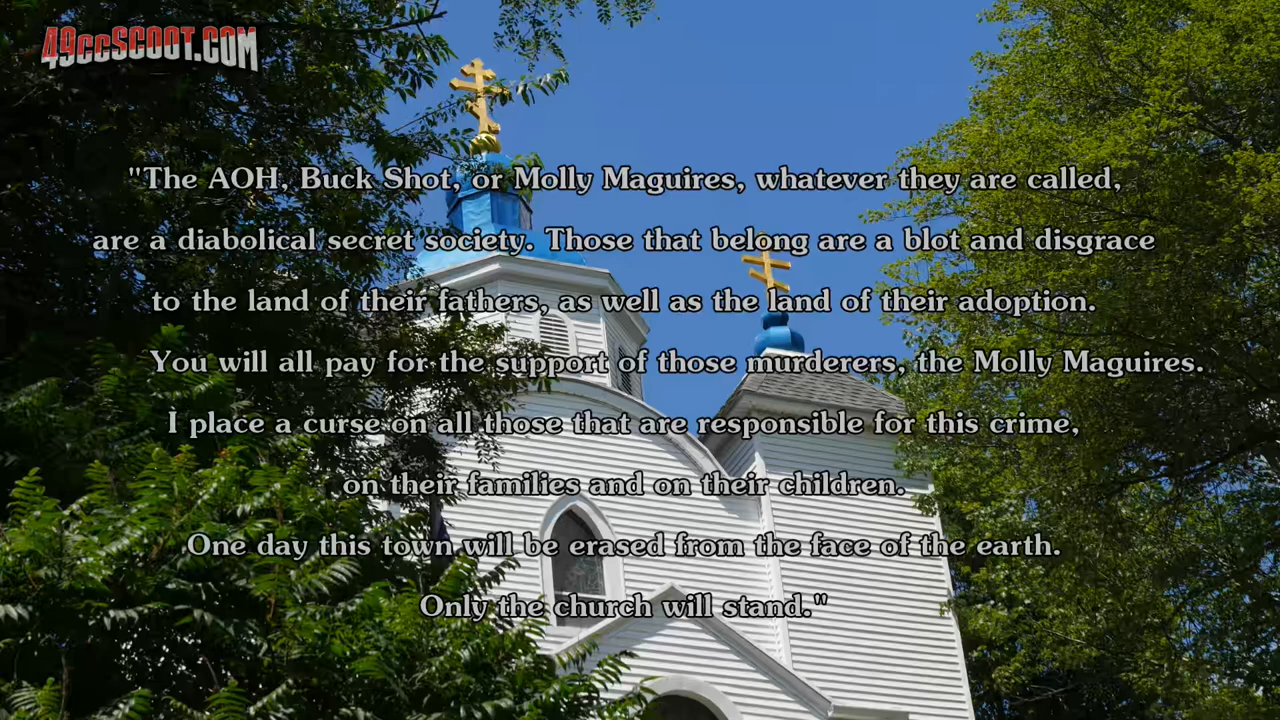 49ccSCOOT.COM
"The AOH, Buck Shot, or Molly Maguires, whatever they are called,
are a diabolical secret society. Those that belong are a blot and disgrace
to the land of their fathers, as well as the land of their adoption.
You will all pay for the support of those murderers, the Molly Maguires.
I place a curse on all those that are responsible for this crime,
on their families and on their children.
One day this town will be erased from the face of the earth.
Only the church will stand."